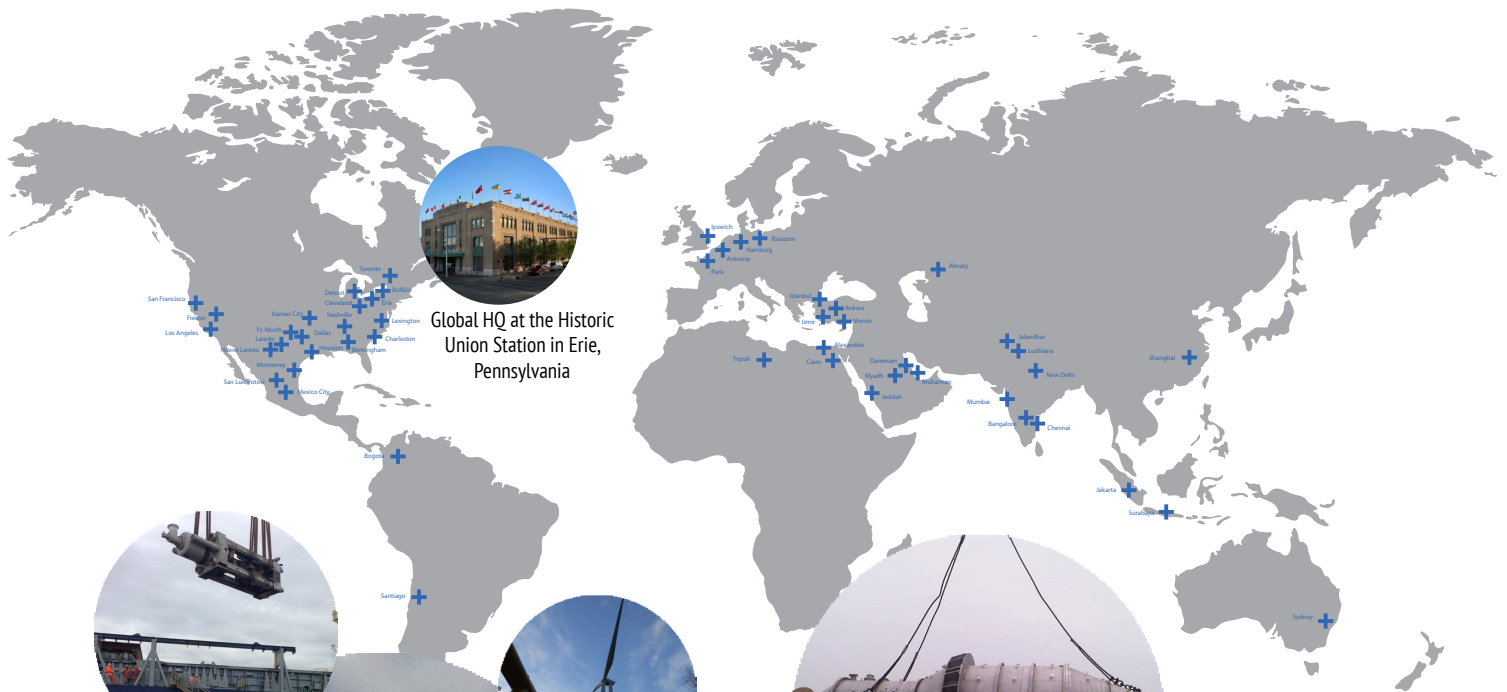 Ipswich
Rzeszow
Hamburg
Antwerp
Paris
Toronto
Almaty
Detroit
Buffalo
San Francisco
Cleveland
Erie
Istanbul
Ankara
Fresno
Kansas City
Nashville
Lexington
Izmir
Mersin
Los Angeles
Ft. Worth
Dallas
Charleston
Laredo
Nuevo Laredo
Houston
Birmingham
Global HQ at the Historic
Union Station in Erie,
Pennsylvania
Alexandria
Jalandhar
Ludhiana
Tripoli
Cairo
Shanghai
Monterrey
Dammam
Riyadh
New Delhi
San Luis Potosi
Mexico City
Jeddah
Mumbai
Bangalore
Chennai
Bogota
Jakarta
Surabaya
Santiago
Sydney